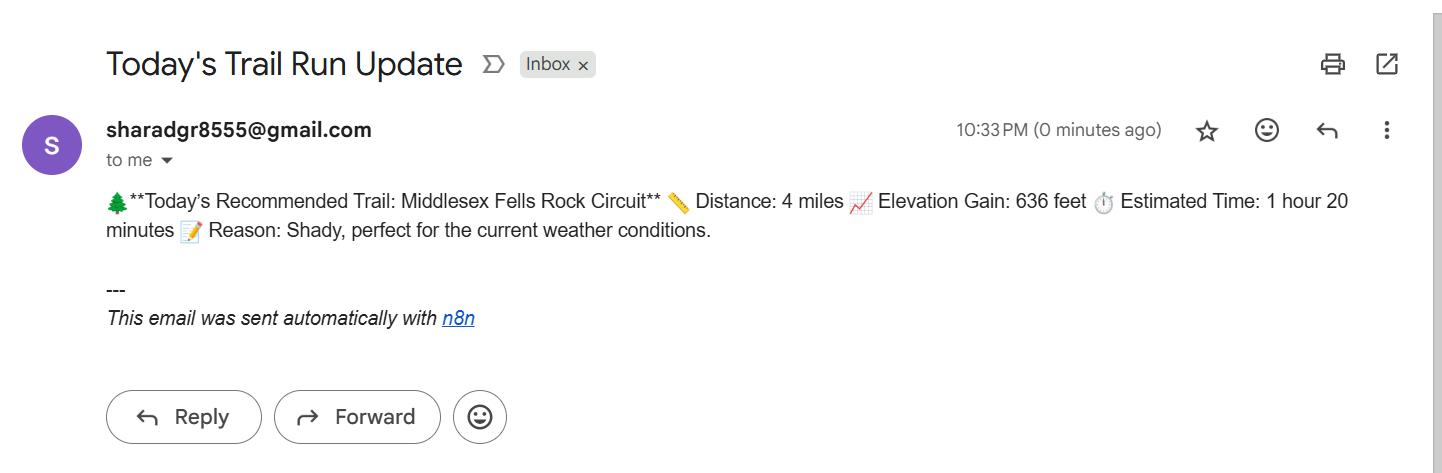 Today's Trail Run Update Inbox ×
S
sharadgr8555@gmail.com 10:33 PM (0 minutes ago)
to me
🌲**Today’s Recommended Trail: Middlesex Fells Rock Circuit** 📏 Distance: 4 miles 📈 Elevation Gain: 636 feet ⏱️ Estimated Time: 1 hour 20
minutes 📝 Reason: Shady, perfect for the current weather conditions.
---
This email was sent automatically with n8n
Reply Forward